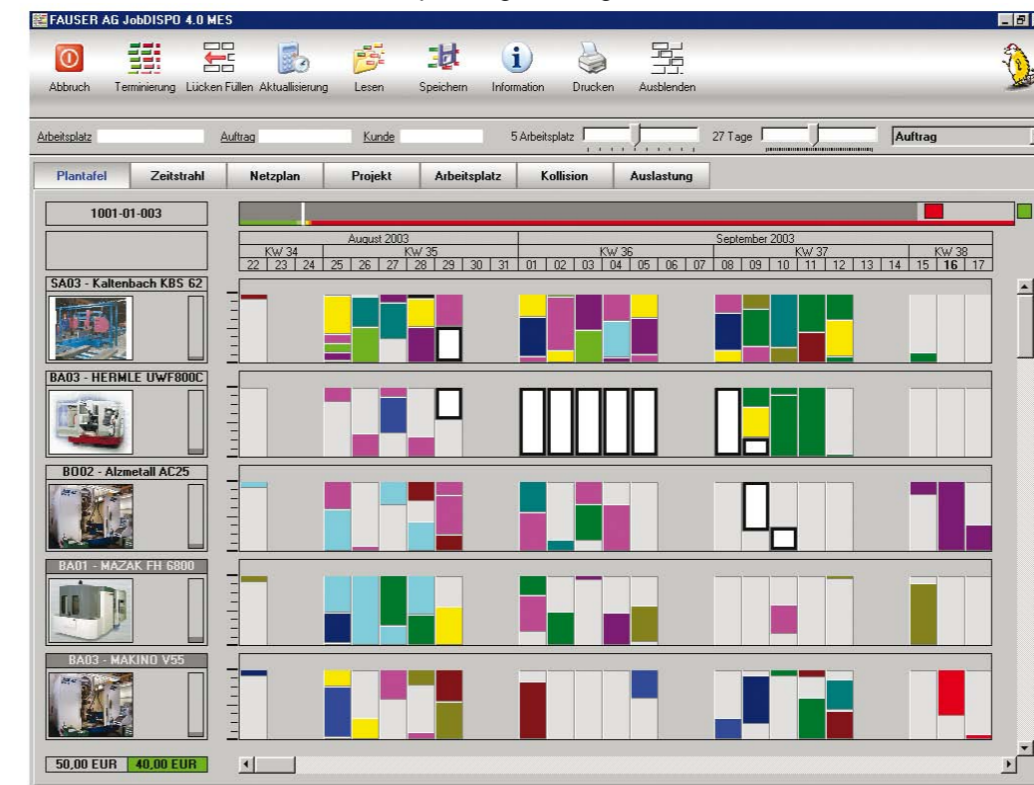 FAUSER AG JobDISPO 4.0 MES
Abbruch Terminierung Lücken Füllen Aktuallisierung Lesen Speichern Information Drucken Ausblenden
Arbeitsplatz Auftrag Kunde 5 Arbeitsplatz 27 Tage Auftrag
Plantafel Zeitstrahl Netzplan Projekt Arbeitsplatz Kollision Auslastung
1001-01-003
August 2003 September 2003
KW 34 KW 35 KW 36 KW 37 KW 38
22 23 24 25 26 27 28 29 30 31 01 02 03 04 05 06 07 08 09 10 11 12 13 14 15 16 17
SA03 - Kaltenbach KBS 62
BA03 - HERMLE UWF800C
BO02 - Alzmetall AC25
BA01 - MAZAK FH 6800
BA03 - MAKINO V55
50,00 EUR 40,00 EUR